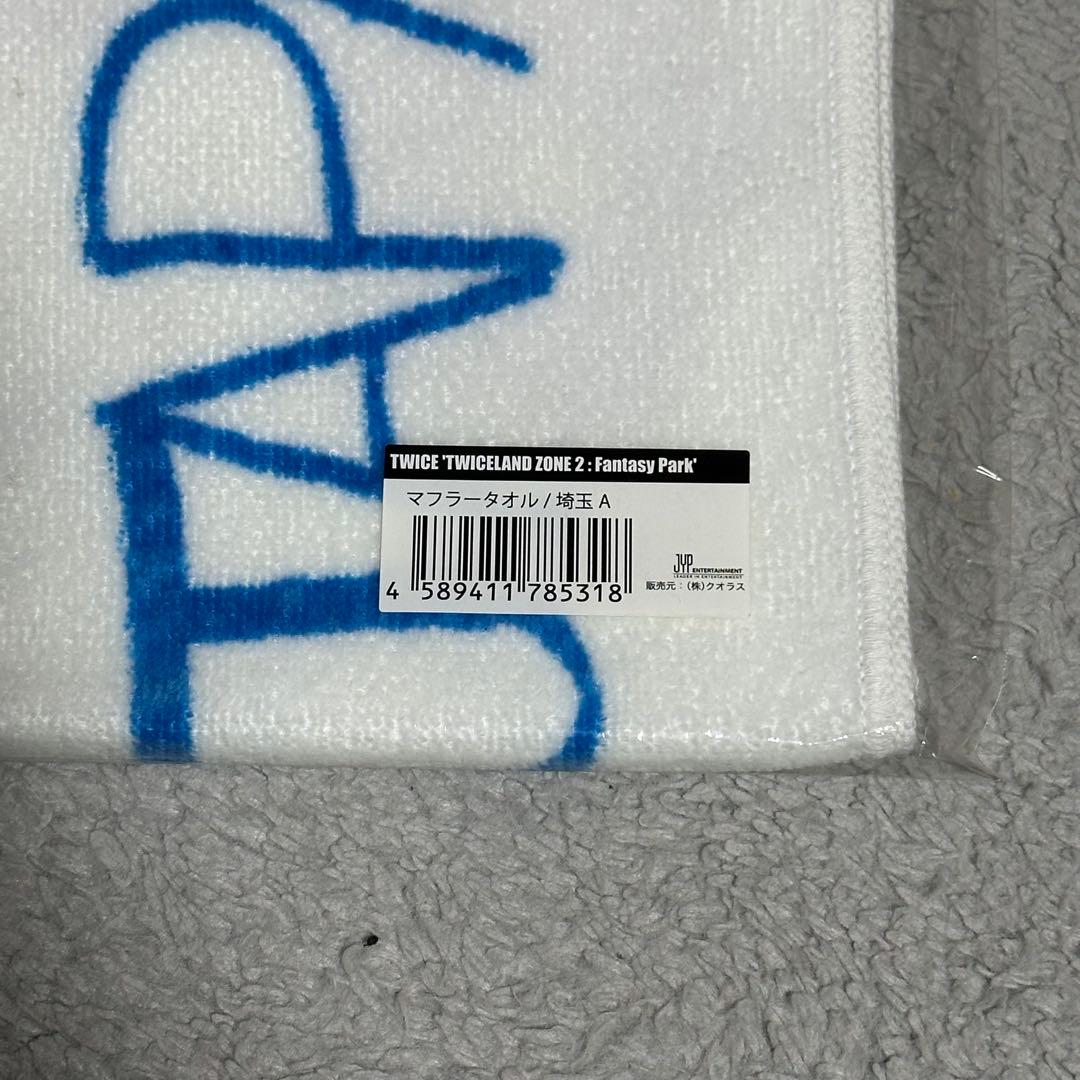 JAP
TWICE 'TWICELAND ZONE 2 : Fantasy Park'
マフラータオル / 埼玉 A
4 589411 785318
JYP ENTERTAINMENT
LEADER IN ENTERTAINMENT
販売元：(株)クオラス